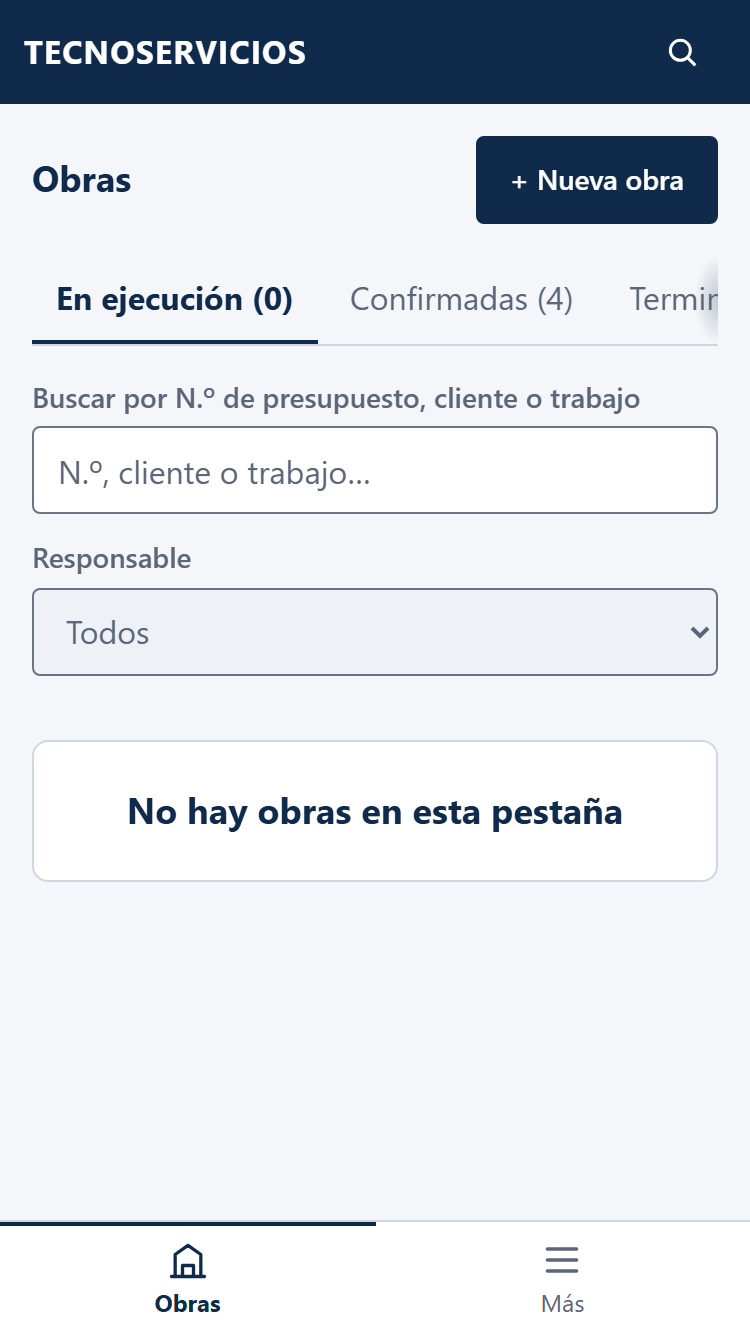 TECNOSERVICIOS
Obras
+ Nueva obra
En ejecución (0) Confirmadas (4) Termin
Buscar por N.º de presupuesto, cliente o trabajo
N.º, cliente o trabajo...
Responsable
Todos
No hay obras en esta pestaña
Obras Más